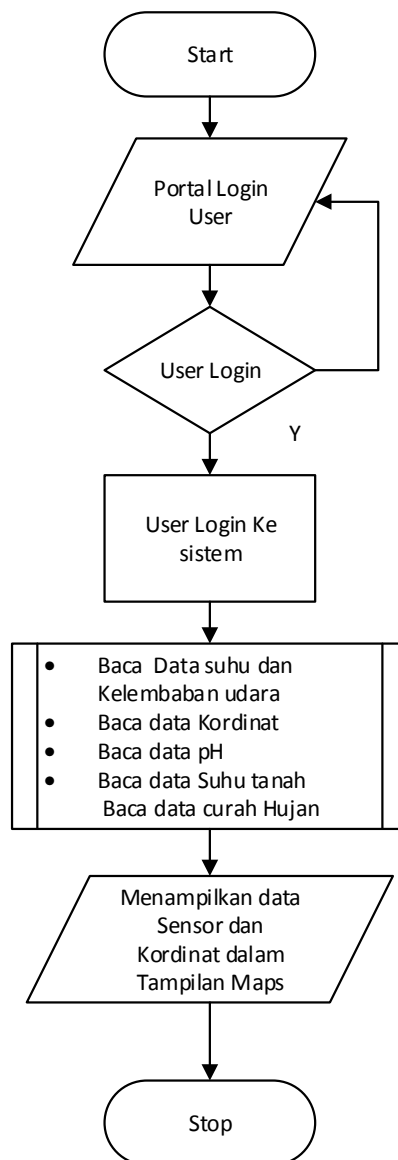 Start
Portal Login
User
User Login
Y
User Login Ke
sistem
• Baca Data suhu dan
Kelembaban udara
• Baca data Kordinat
• Baca data pH
• Baca data Suhu tanah
Baca data curah Hujan
Menampilkan data
Sensor dan
Kordinat dalam
Tampilan Maps
Stop